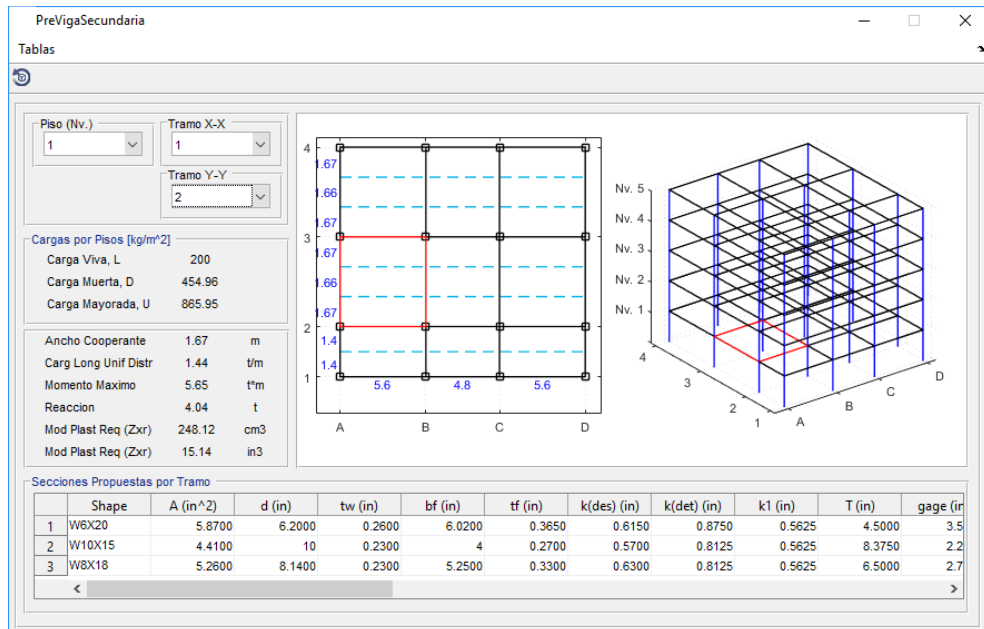 PreVigaSecundaria
Tablas
Piso (Nv.)
1
Tramo X-X
1
Tramo Y-Y
2
Cargas por Pisos [kg/m^2]
Carga Viva, L 200
Carga Muerta, D 454.96
Carga Mayorada, U 865.95
Ancho Cooperante 1.67 m
Carg Long Unif Distr 1.44 t/m
Momento Maximo 5.65 t*m
Reaccion 4.04 t
Mod Plast Req (Zxr) 248.12 cm3
Mod Plast Req (Zxr) 15.14 in3
4
1.67
1.66
1.67
3
1.67
1.66
1.67
2
1.4
1.4
1
5.6 4.8 5.6
A B C D
Nv. 5
Nv. 4
Nv. 3
Nv. 2
Nv. 1
4
3
2
1
A
B
C
D
Secciones Propuestas por Tramo
Shape A (in^2) d (in) tw (in) bf (in) tf (in) k(des) (in) k(det) (in) k1 (in) T (in) gage (in
1 W6X20 5.8700 6.2000 0.2600 6.0200 0.3650 0.6150 0.8750 0.5625 4.5000 3.5
2 W10X15 4.4100 10 0.2300 4 0.2700 0.5700 0.8125 0.5625 8.3750 2.2
3 W8X18 5.2600 8.1400 0.2300 5.2500 0.3300 0.6300 0.8125 0.5625 6.5000 2.7